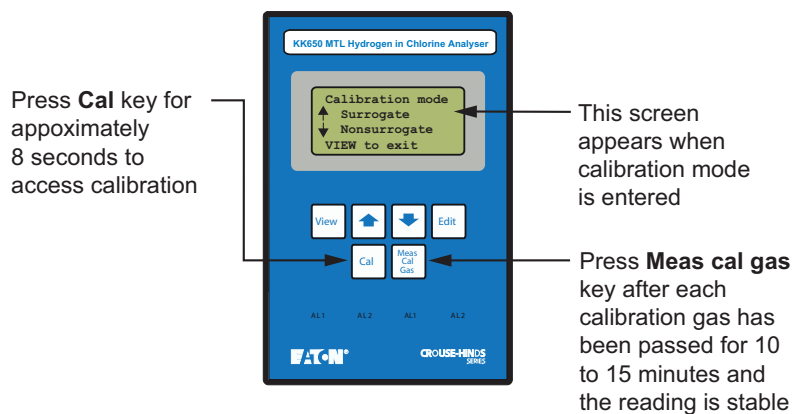 KK650 MTL Hydrogen in Chlorine Analyser
Press Cal key for
appoximately
8 seconds to
access calibration
Calibration mode
Surrogate
Nonsurrogate
VIEW to exit
This screen
appears when
calibration mode
is entered
View
Edit
Cal
Meas
Cal
Gas
Press Meas cal gas
key after each
calibration gas has
been passed for 10
to 15 minutes and
the reading is stable
AL1 AL2 AL1 AL2
EATON
CROUSE-HINDS
SERIES